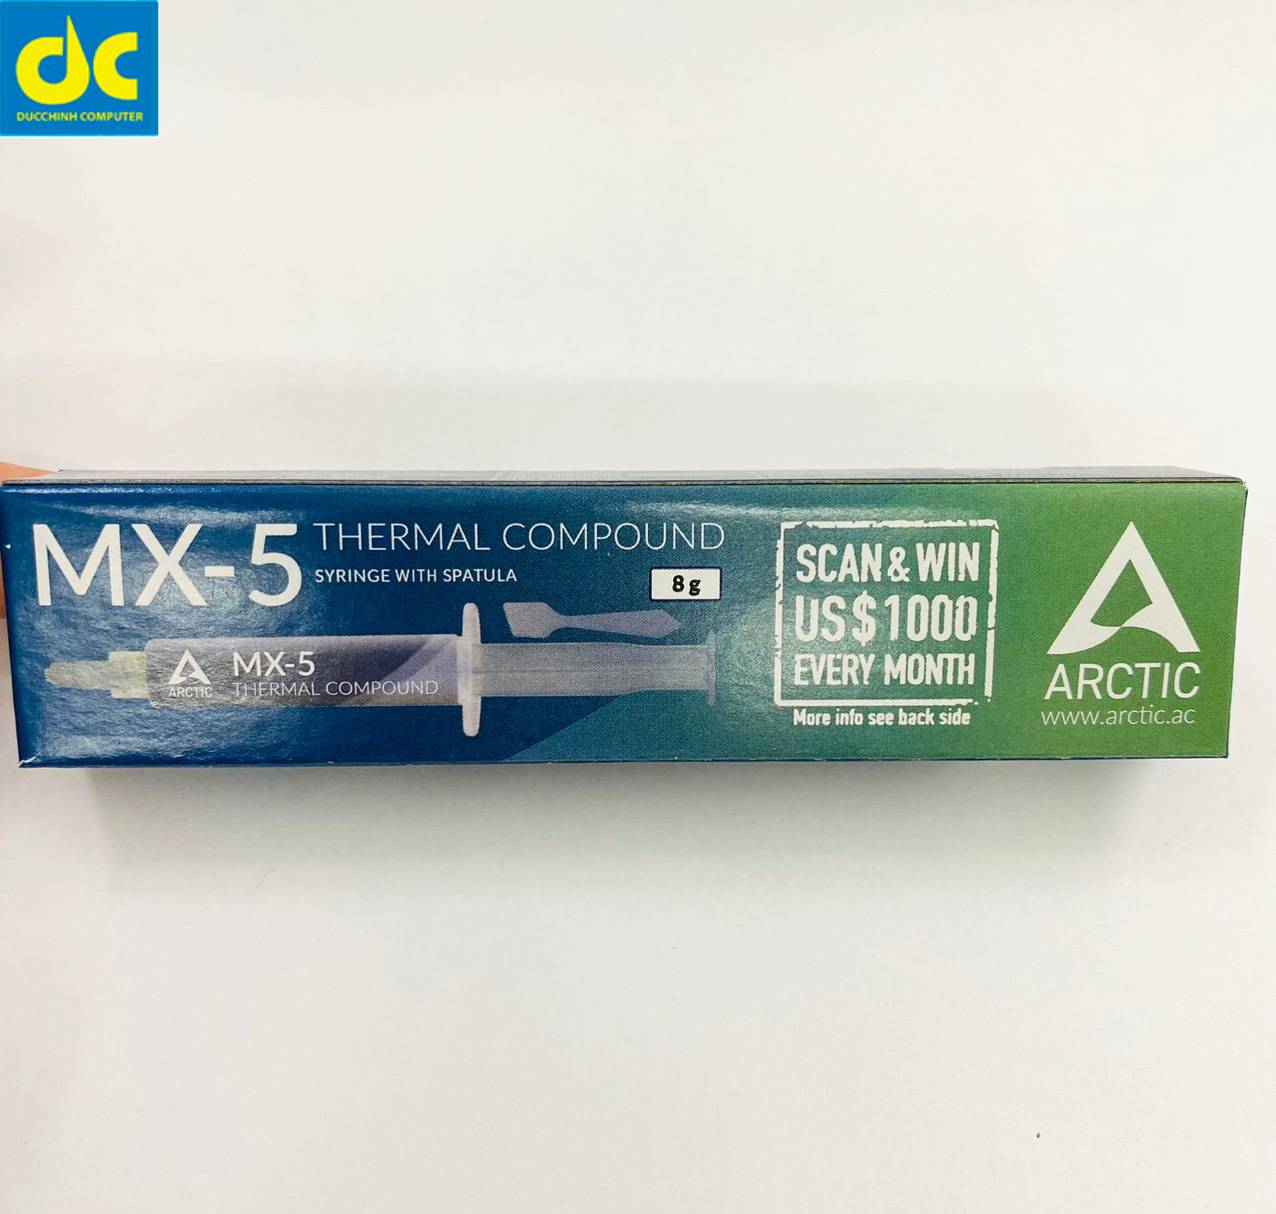 dc
DUCCHINH COMPUTER
MX-5 THERMAL COMPOUND
SYRINGE WITH SPATULA
8g
ARCTIC
MX-5
THERMAL COMPOUND
SCAN & WIN
US$1000
EVERY MONTH
More info see back side
ARCTIC
www.arctic.ac